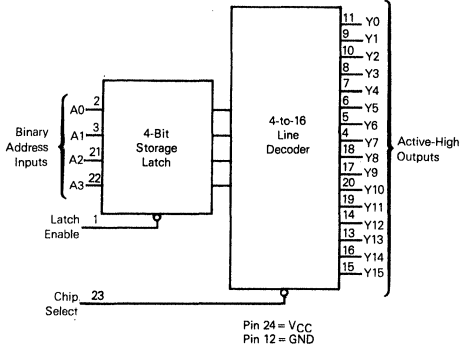 Binary
Address
Inputs
A0 2
A1 3
A2 21
A3 22
4-Bit
Storage
Latch
Latch
Enable
1
Chip
Select
23
4-to-16
Line
Decoder
11 Y0
9 Y1
10 Y2
8 Y3
7 Y4
6 Y5
5 Y6
4 Y7
18 Y8
17 Y9
20 Y10
19 Y11
14 Y12
13 Y13
16 Y14
15 Y15
Active-High
Outputs
Pin 24 = VCC
Pin 12 = GND